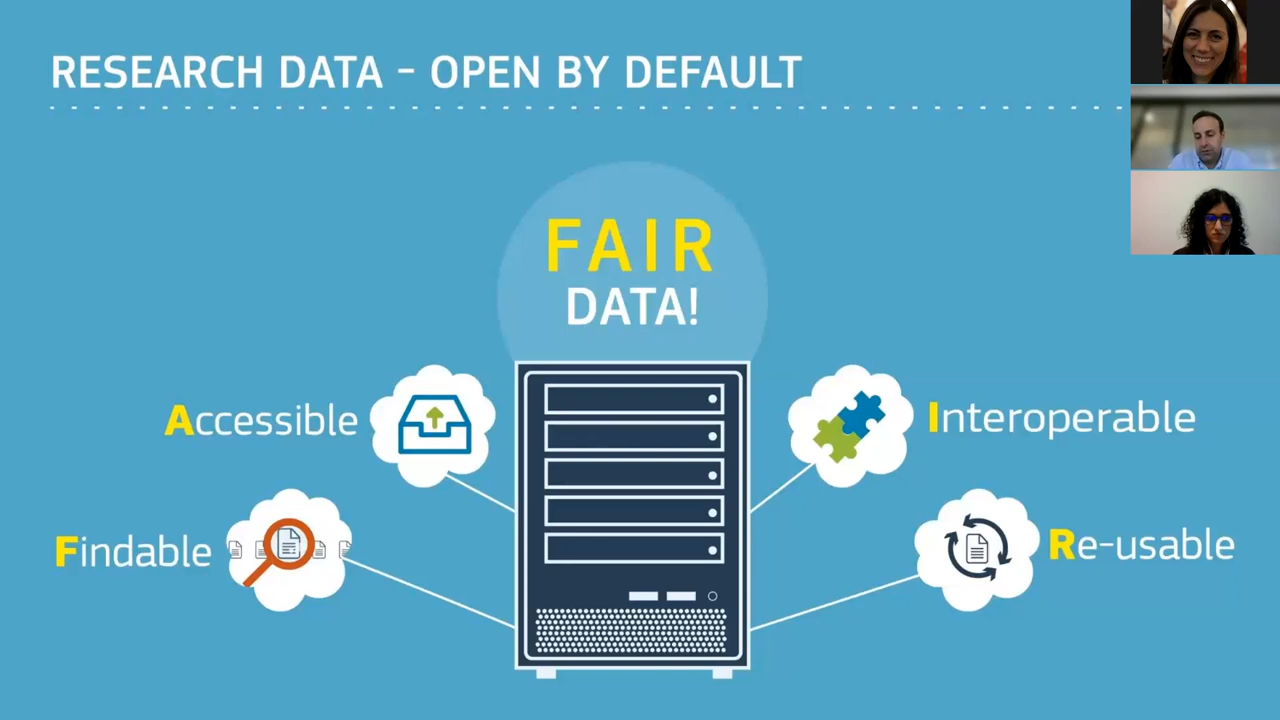 RESEARCH DATA - OPEN BY DEFAULT
FAIR
DATA!
Accessible
Interoperable
Findable
Re-usable